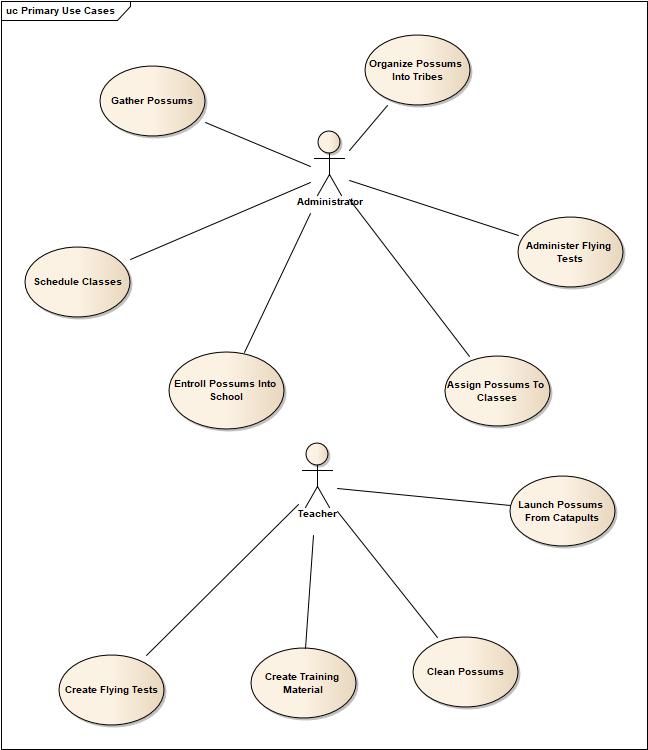 uc Primary Use Cases
Organize Possums
Into Tribes
Gather Possums
Administrator
Administer Flying
Tests
Schedule Classes
Entroll Possums Into
School
Assign Possums To
Classes
Teacher
Launch Possums
From Catapults
Create Flying Tests
Create Training
Material
Clean Possums